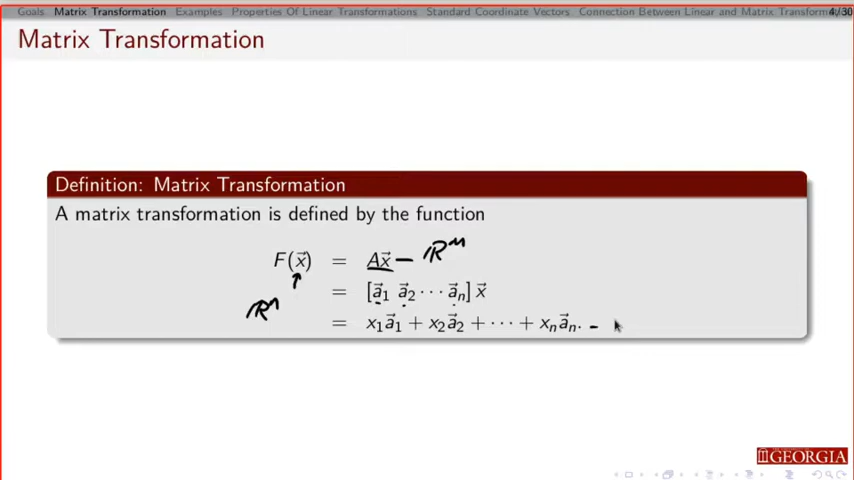 Goals Matrix Transformation Examples Properties Of Linear Transformations Standard Coordinate Vectors Connection Between Linear and Matrix Transform 4/30
Matrix Transformation
Definition: Matrix Transformation
A matrix transformation is defined by the function
F(x⃗) = Ax⃗ – ℝᵐ
= [a⃗₁ a⃗₂ ⋯ a⃗ₙ] x⃗
ℝⁿ
= x₁a⃗₁ + x₂a⃗₂ + ⋯ + xₙa⃗ₙ. –
GEORGIA